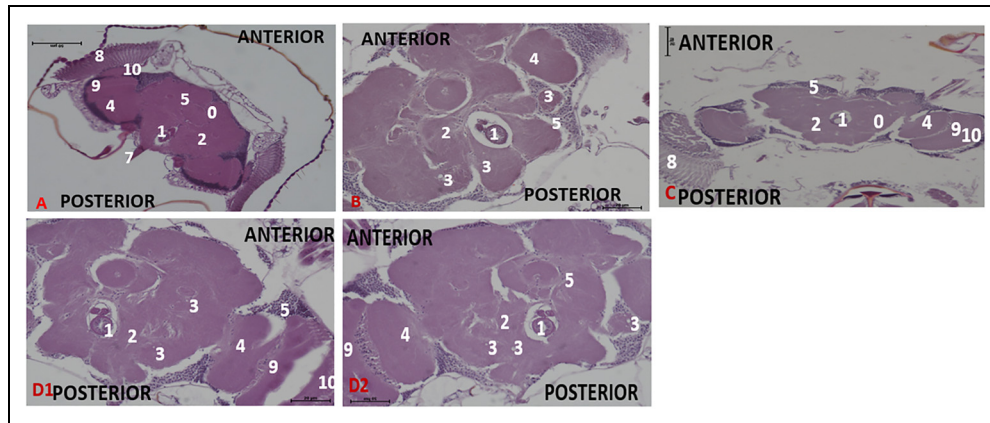 ANTERIOR
8
10
9
4
5
0
1
2
7
A POSTERIOR
ANTERIOR
4
3
5
2
1
3
3
POSTERIOR
B
ANTERIOR
5
2 1 0 4 9 10
8
C POSTERIOR
ANTERIOR
3
5
1 2
3
4
9
10
D1 POSTERIOR
ANTERIOR
5
2 1
3
4
9
3 3
D2
POSTERIOR